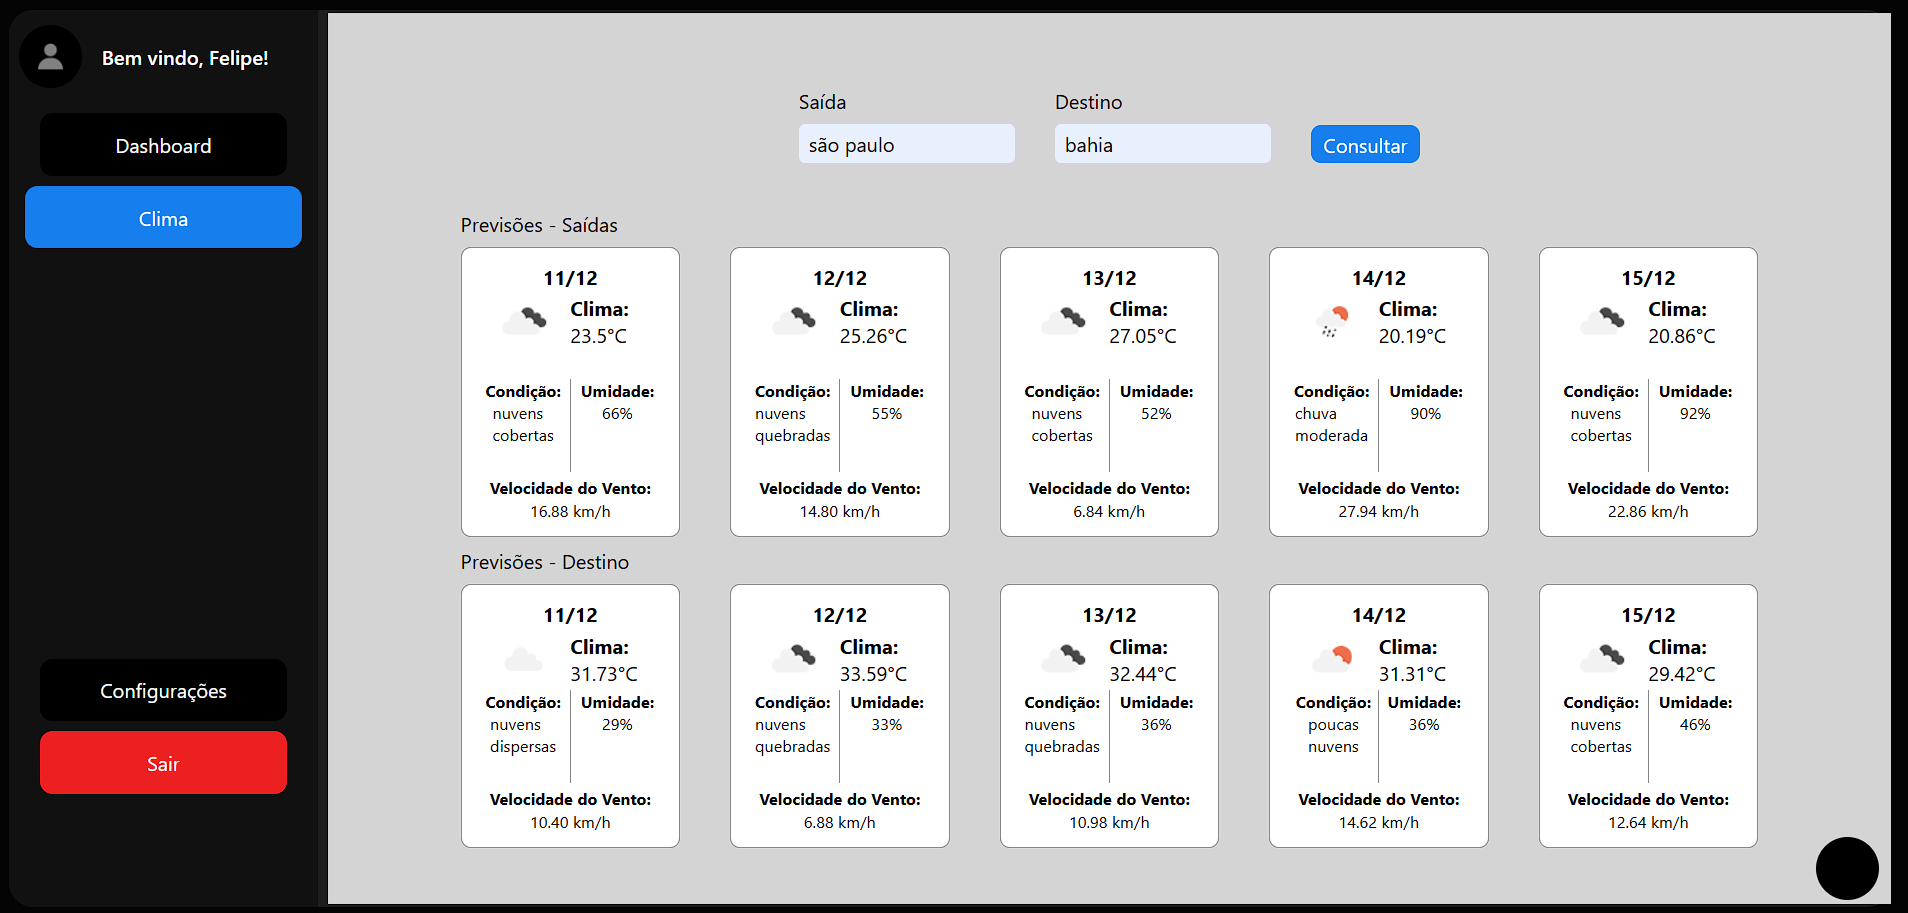 Bem vindo, Felipe!
Dashboard
Clima
Configurações
Sair
Saída
Destino
são paulo
bahia
Consultar
Previsões - Saídas
11/12
Clima:
23.5°C
Condição:
nuvens
cobertas
Umidade:
66%
Velocidade do Vento:
16.88 km/h
12/12
Clima:
25.26°C
Condição:
nuvens
quebradas
Umidade:
55%
Velocidade do Vento:
14.80 km/h
13/12
Clima:
27.05°C
Condição:
nuvens
cobertas
Umidade:
52%
Velocidade do Vento:
6.84 km/h
14/12
Clima:
20.19°C
Condição:
chuva
moderada
Umidade:
90%
Velocidade do Vento:
27.94 km/h
15/12
Clima:
20.86°C
Condição:
nuvens
cobertas
Umidade:
92%
Velocidade do Vento:
22.86 km/h
Previsões - Destino
11/12
Clima:
31.73°C
Condição:
nuvens
dispersas
Umidade:
29%
Velocidade do Vento:
10.40 km/h
12/12
Clima:
33.59°C
Condição:
nuvens
quebradas
Umidade:
33%
Velocidade do Vento:
6.88 km/h
13/12
Clima:
32.44°C
Condição:
nuvens
quebradas
Umidade:
36%
Velocidade do Vento:
10.98 km/h
14/12
Clima:
31.31°C
Condição:
poucas
nuvens
Umidade:
36%
Velocidade do Vento:
14.62 km/h
15/12
Clima:
29.42°C
Condição:
nuvens
cobertas
Umidade:
46%
Velocidade do Vento:
12.64 km/h